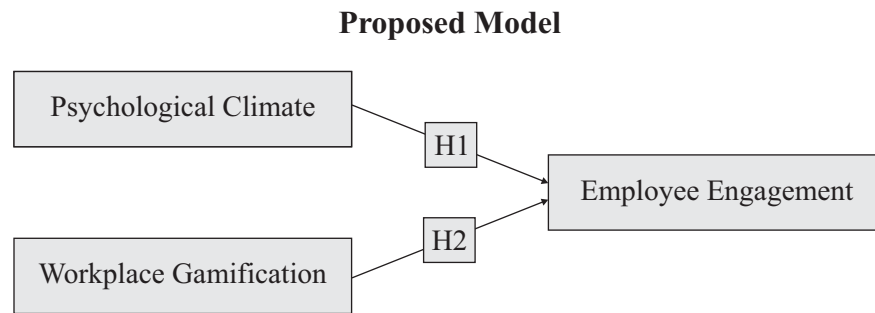 Proposed Model
Psychological Climate
H1
Employee Engagement
H2
Workplace Gamification